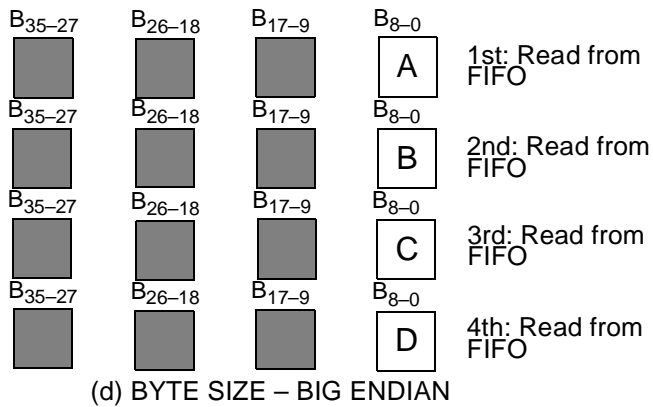 B35–27 B26–18 B17–9 B8–0
A 1st: Read from
FIFO
B35–27 B26–18 B17–9 B8–0
B 2nd: Read from
FIFO
B35–27 B26–18 B17–9 B8–0
C 3rd: Read from
FIFO
B35–27 B26–18 B17–9 B8–0
D 4th: Read from
FIFO
(d) BYTE SIZE – BIG ENDIAN